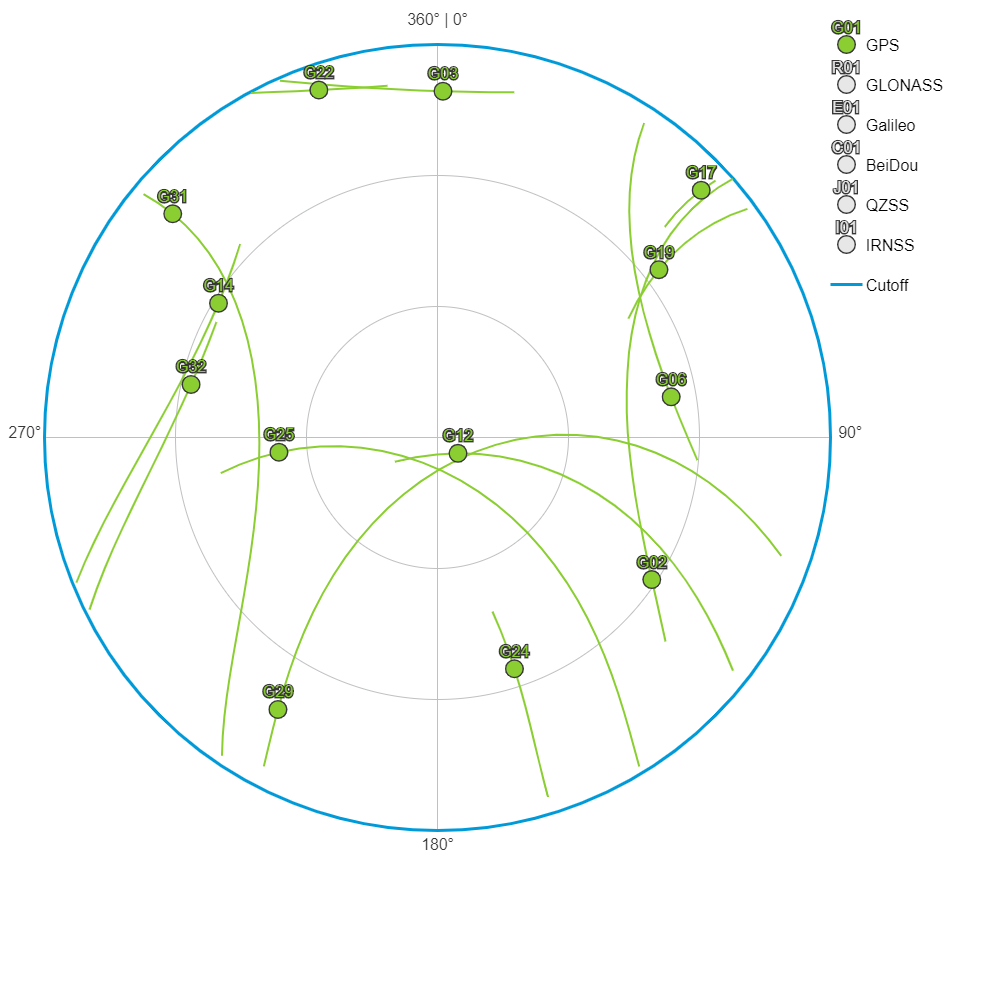 360° | 0°
G01
GPS
R01
GLONASS
E01
Galileo
C01
BeiDou
J01
QZSS
I01
IRNSS
Cutoff
G22
G03
G17
G31
G19
G14
G32
G06
270°
G25
G12
90°
G02
G24
G29
180°